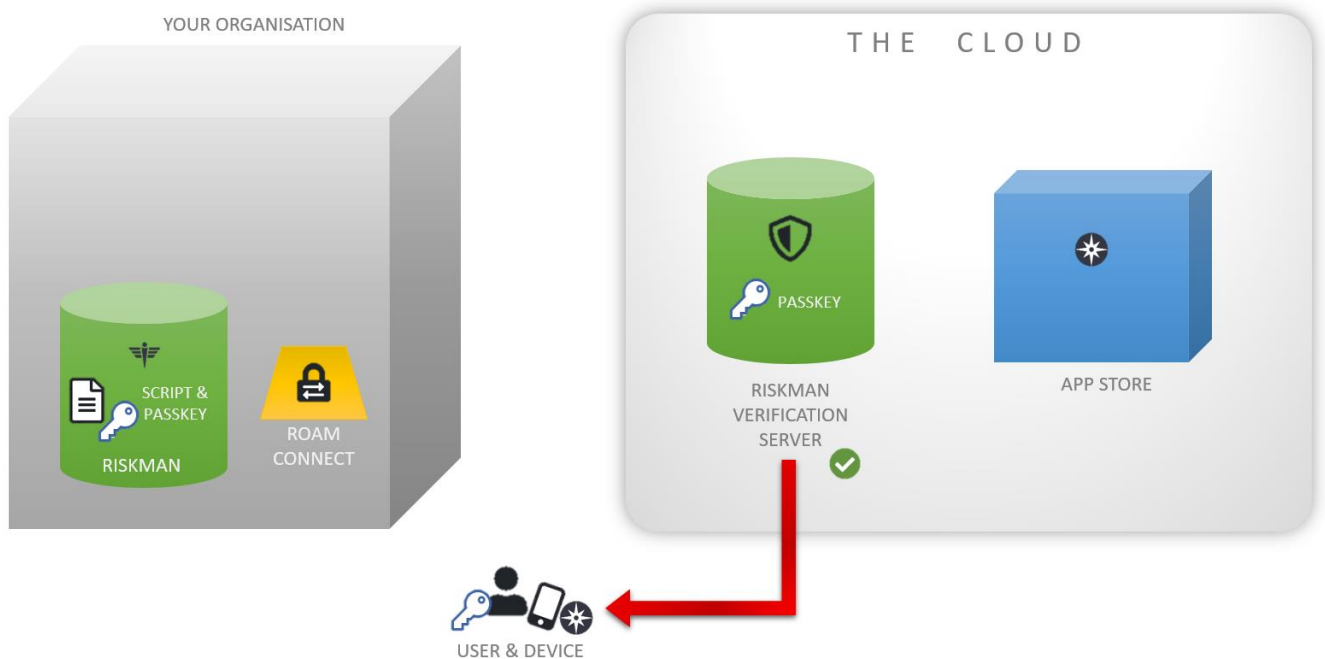 YOUR ORGANISATION
THE CLOUD
SCRIPT &
PASSKEY
RISKMAN
ROAM
CONNECT
PASSKEY
RISKMAN
VERIFICATION
SERVER
APP STORE
USER & DEVICE